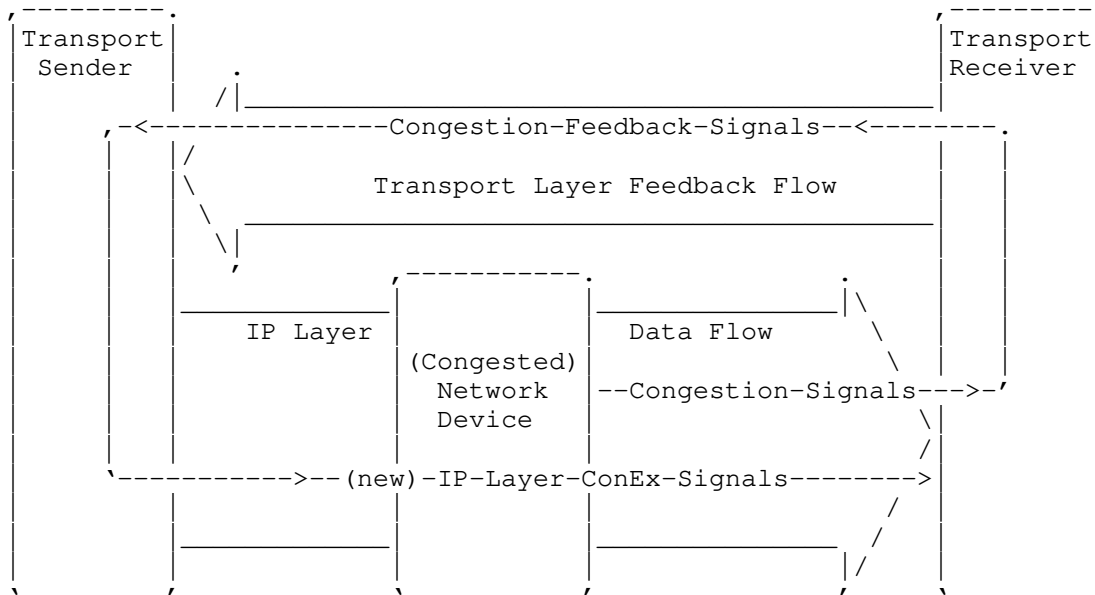 Transport Transport
Sender Receiver
Congestion-Feedback-Signals
Transport Layer Feedback Flow
IP Layer Data Flow
(Congested)
Network --Congestion-Signals--->-
Device
(new)-IP-Layer-ConEx-Signals